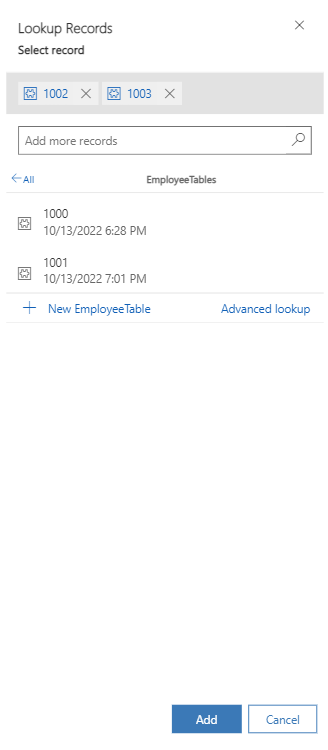 Lookup Records
Select record
1002 1003
Add more records
All EmployeeTables
1000
10/13/2022 6:28 PM
1001
10/13/2022 7:01 PM
New EmployeeTable Advanced lookup
Add Cancel